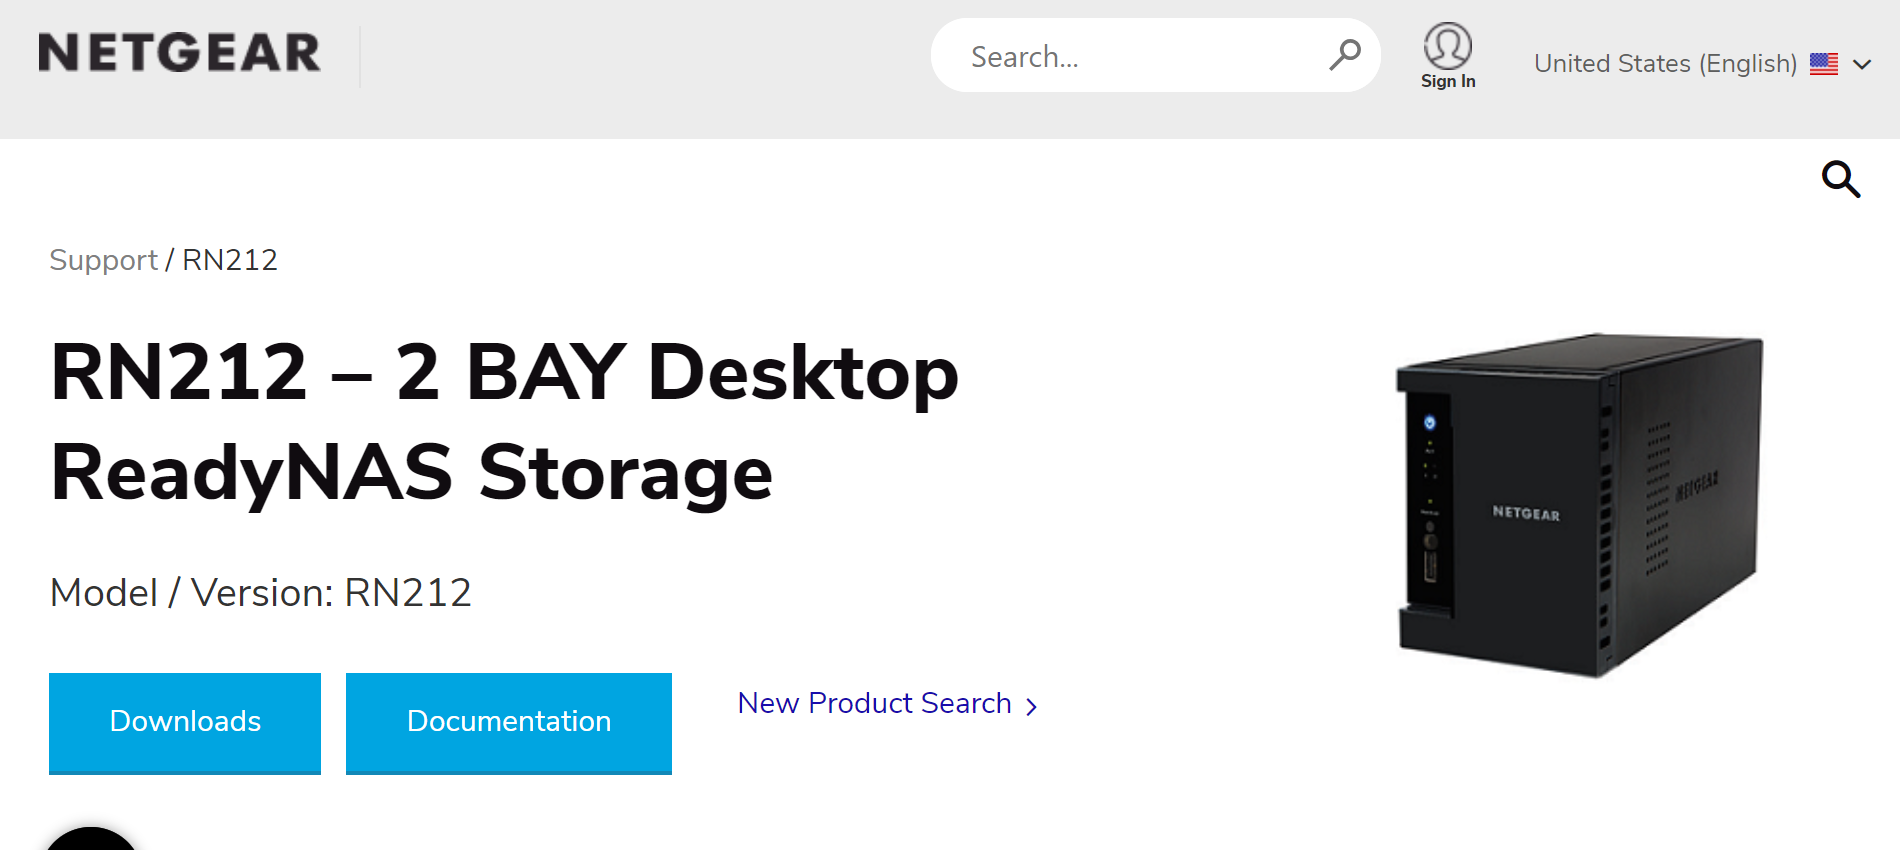 NETGEAR
Search...
Sign In
United States (English)
Support / RN212
RN212 – 2 BAY Desktop
ReadyNAS Storage
Model / Version: RN212
Downloads
Documentation
New Product Search
NETGEAR
NETGEAR